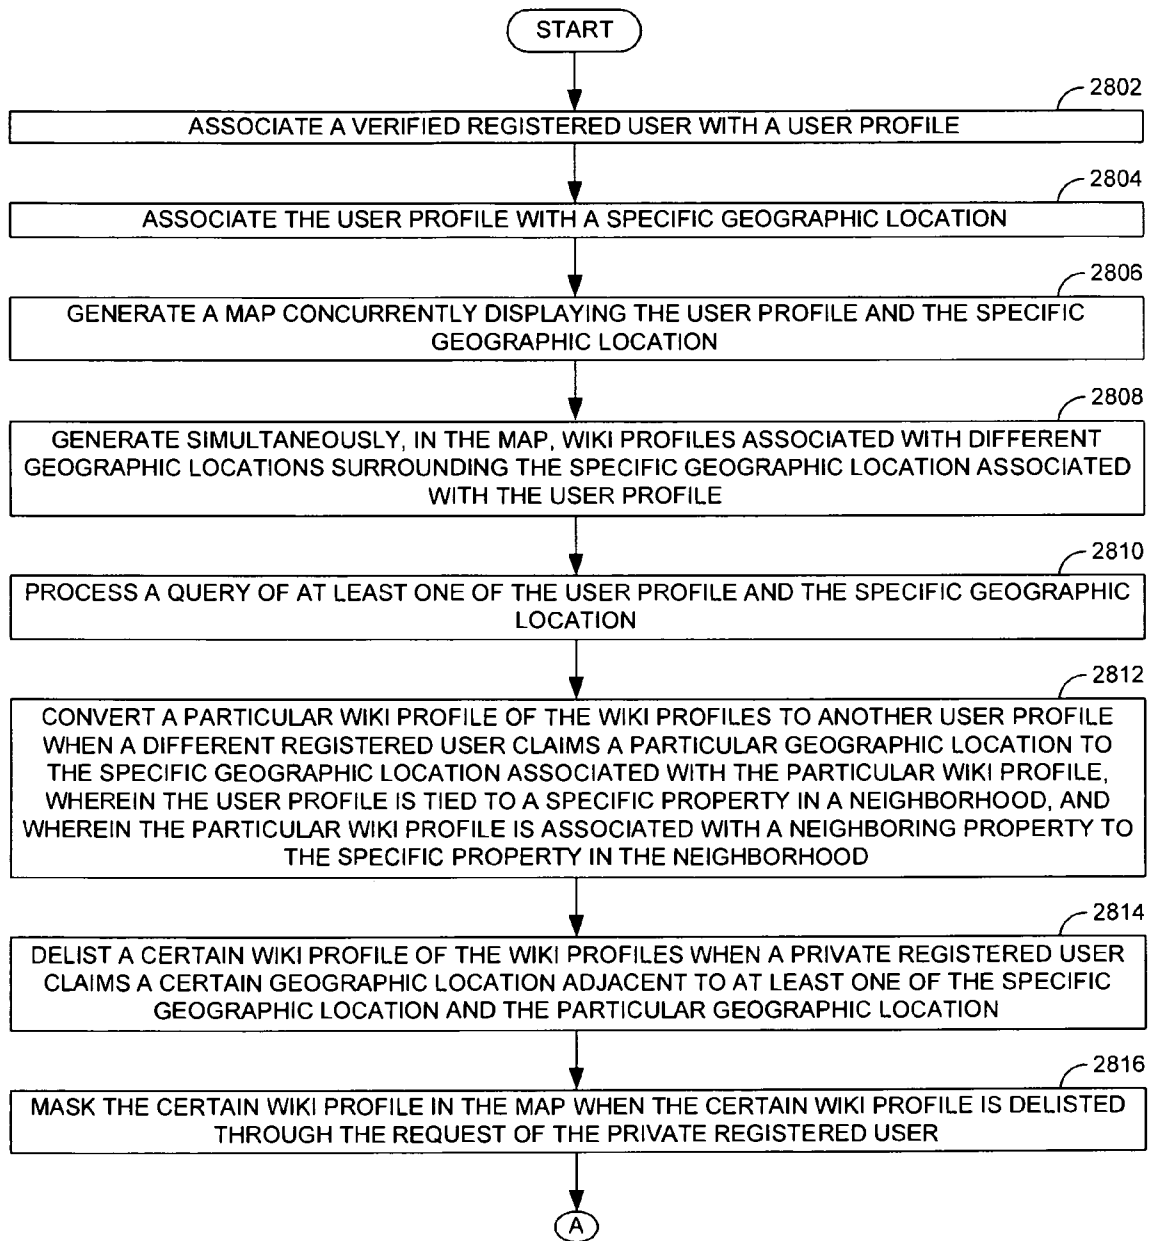 START
2802
ASSOCIATE A VERIFIED REGISTERED USER WITH A USER PROFILE
2804
ASSOCIATE THE USER PROFILE WITH A SPECIFIC GEOGRAPHIC LOCATION
2806
GENERATE A MAP CONCURRENTLY DISPLAYING THE USER PROFILE AND THE SPECIFIC
GEOGRAPHIC LOCATION
2808
GENERATE SIMULTANEOUSLY, IN THE MAP, WIKI PROFILES ASSOCIATED WITH DIFFERENT
GEOGRAPHIC LOCATIONS SURROUNDING THE SPECIFIC GEOGRAPHIC LOCATION ASSOCIATED
WITH THE USER PROFILE
2810
PROCESS A QUERY OF AT LEAST ONE OF THE USER PROFILE AND THE SPECIFIC GEOGRAPHIC
LOCATION
2812
CONVERT A PARTICULAR WIKI PROFILE OF THE WIKI PROFILES TO ANOTHER USER PROFILE
WHEN A DIFFERENT REGISTERED USER CLAIMS A PARTICULAR GEOGRAPHIC LOCATION TO
THE SPECIFIC GEOGRAPHIC LOCATION ASSOCIATED WITH THE PARTICULAR WIKI PROFILE,
WHEREIN THE USER PROFILE IS TIED TO A SPECIFIC PROPERTY IN A NEIGHBORHOOD, AND
WHEREIN THE PARTICULAR WIKI PROFILE IS ASSOCIATED WITH A NEIGHBORING PROPERTY TO
THE SPECIFIC PROPERTY IN THE NEIGHBORHOOD
2814
DELIST A CERTAIN WIKI PROFILE OF THE WIKI PROFILES WHEN A PRIVATE REGISTERED USER
CLAIMS A CERTAIN GEOGRAPHIC LOCATION ADJACENT TO AT LEAST ONE OF THE SPECIFIC
GEOGRAPHIC LOCATION AND THE PARTICULAR GEOGRAPHIC LOCATION
2816
MASK THE CERTAIN WIKI PROFILE IN THE MAP WHEN THE CERTAIN WIKI PROFILE IS DELISTED
THROUGH THE REQUEST OF THE PRIVATE REGISTERED USER
A